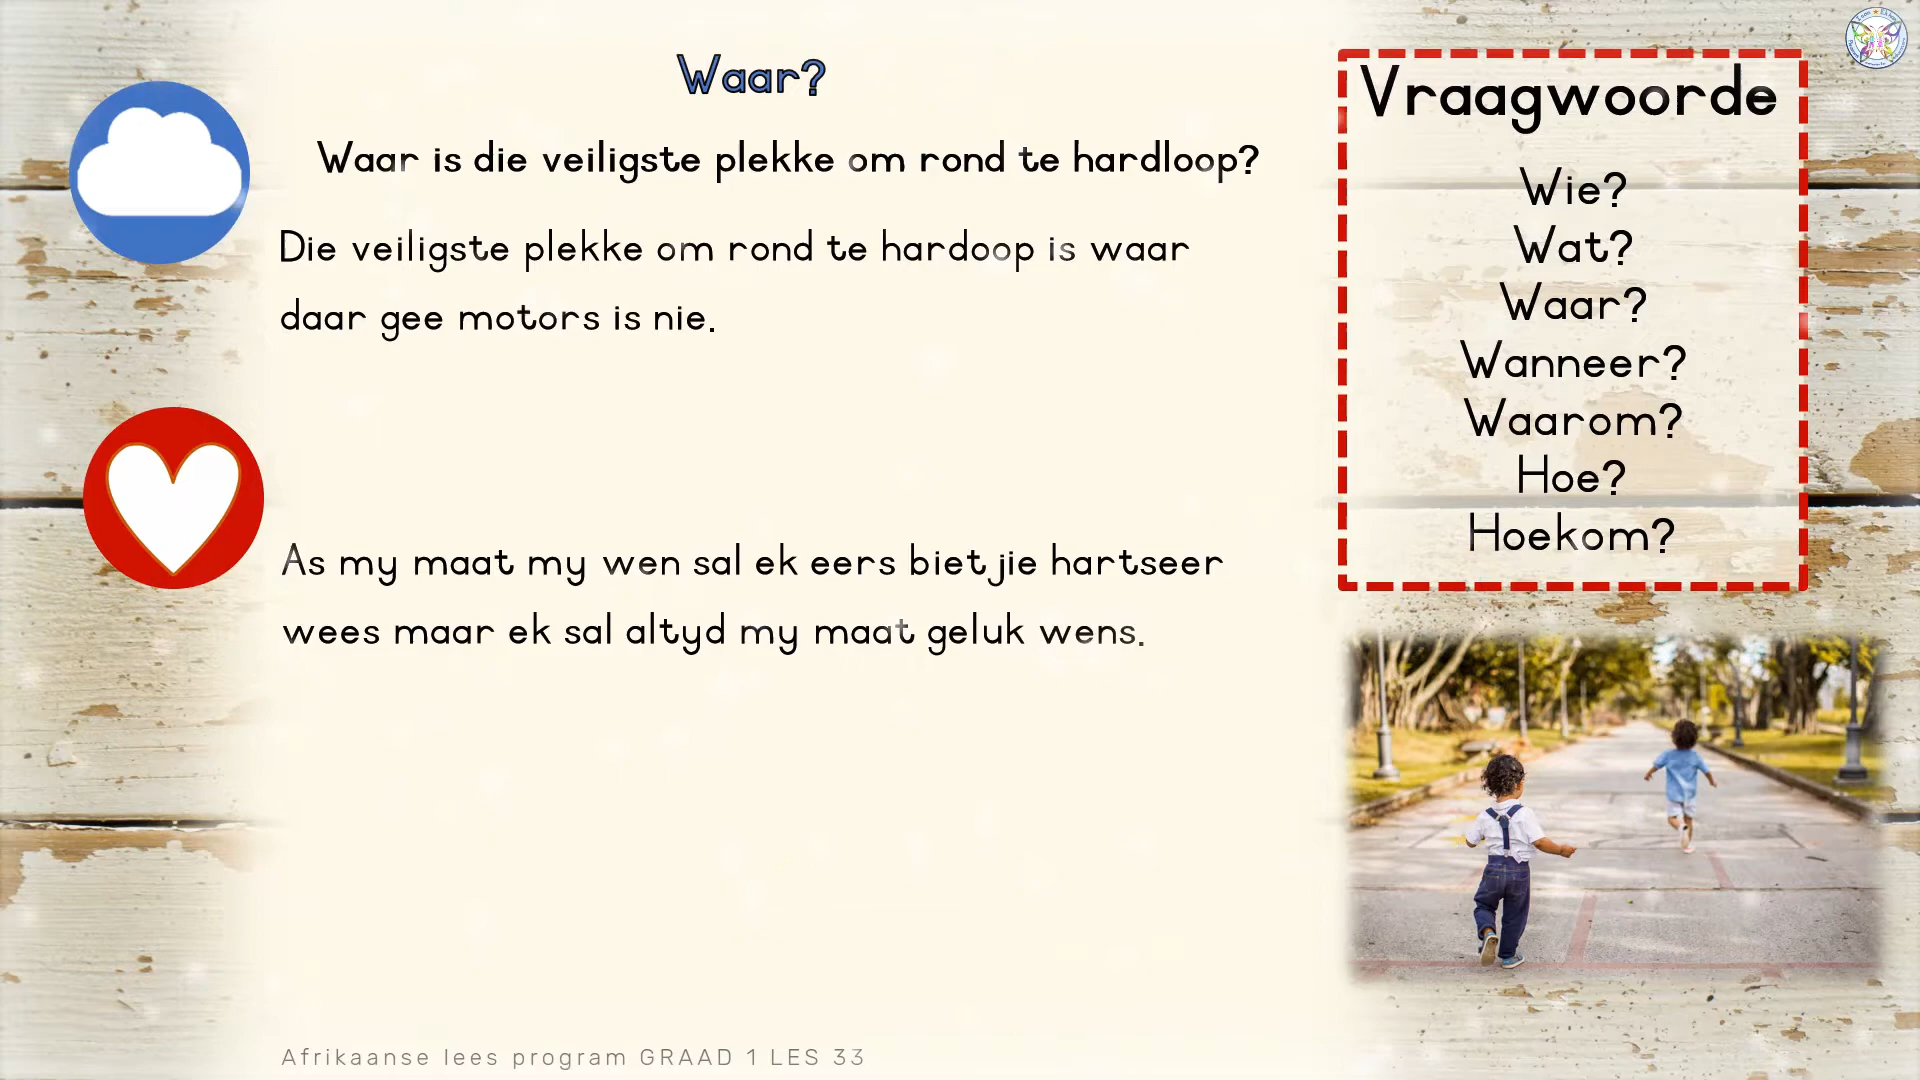 Waar?
Waar is die veiligste plekke om rond te hardloop?
Die veiligste plekke om rond te hardoop is waar
daar gee motors is nie.
As my maat my wen sal ek eers bietjie hartseer
wees maar ek sal altyd my maat geluk wens.
Vraagwoorde
Wie?
Wat?
Waar?
Wanneer?
Waarom?
Hoe?
Hoekom?
Afrikaanse lees program GRAAD 1 LES 33